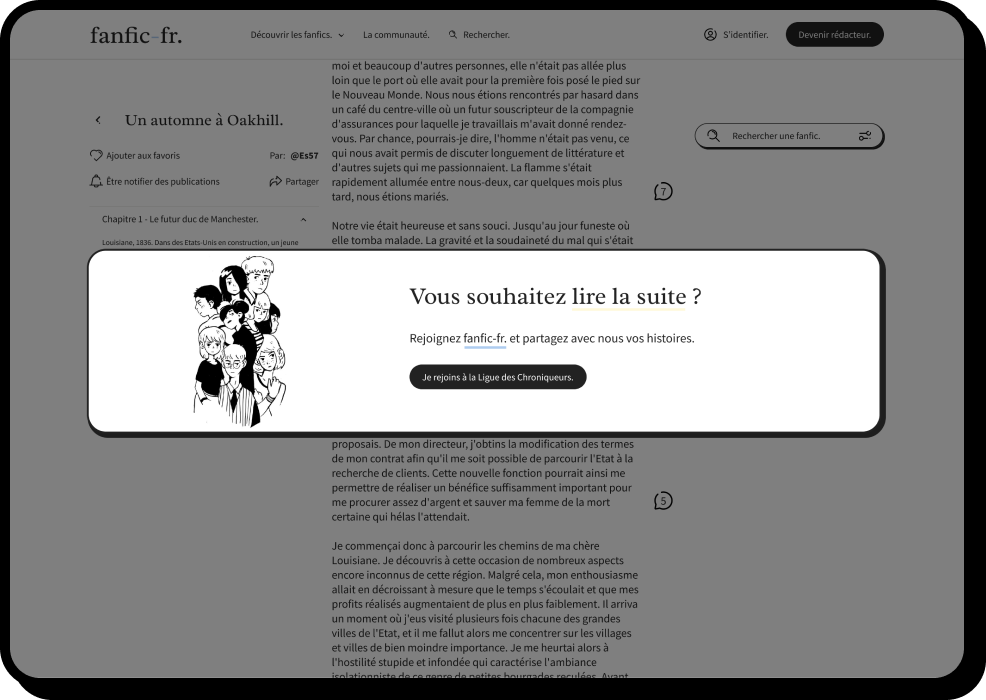 fanfic-fr.
Découvrir les fanfics.
La communauté.
Rechercher.
S'identifier.
Devenir rédacteur.
Un automne à Oakhill.
Ajouter aux favoris
Par: @Es57
Être notifier des publications
Partager
Chapitre 1 - Le futur duc de Manchester.
Louisiane, 1836. Dans des Etats-Unis en construction, un jeune
moi et beaucoup d'autres personnes, elle n'était pas allée plus
loin que le port où elle avait pour la première fois posé le pied sur
le Nouveau Monde. Nous nous étions rencontrés par hasard dans
un café du centre-ville où un futur souscripteur de la compagnie
d'assurances pour laquelle je travaillais m'avait donné rendez-
vous. Par chance, pourrais-je dire, l'homme n'était pas venu, ce
qui nous avait permis de discuter longuement de littérature et
d'autres sujets qui me passionnaient. La flamme s'était
rapidement allumée entre nous-deux, car quelques mois plus
tard, nous étions mariés.
7
Notre vie était heureuse et sans souci. Jusqu'au jour funeste où
elle tomba malade. La gravité et la soudaineté du mal qui s'était
Rechercher une fanfic.
Vous souhaitez lire la suite ?
Rejoignez fanfic-fr. et partagez avec nous vos histoires.
Je rejoins à la Ligue des Chroniqueurs.
proposais. De mon directeur, j'obtins la modification des termes
de mon contrat afin qu'il me soit possible de parcourir l'Etat à la
recherche de clients. Cette nouvelle fonction pourrait ainsi me
permettre de réaliser un bénéfice suffisamment important pour
me procurer assez d'argent et sauver ma femme de la mort
certaine qui hélas l'attendait.
5
Je commençai donc à parcourir les chemins de ma chère
Louisiane. Je découvris à cette occasion de nombreux aspects
encore inconnus de cette région. Malgré cela, mon enthousiasme
allait en décroissant à mesure que le temps s'écoulait et que mes
profits réalisés augmentaient de plus en plus faiblement. Il arriva
un moment où j'eus visité plusieurs fois chacune des grandes
villes de l'Etat, et il me fallut alors me concentrer sur les villages
et villes de bien moindre importance. Je me heurtai alors à
l'hostilité stupide et infondée qui caractérise l'ambiance
isolationniste de ce genre de petites bourgades reculées. Avant